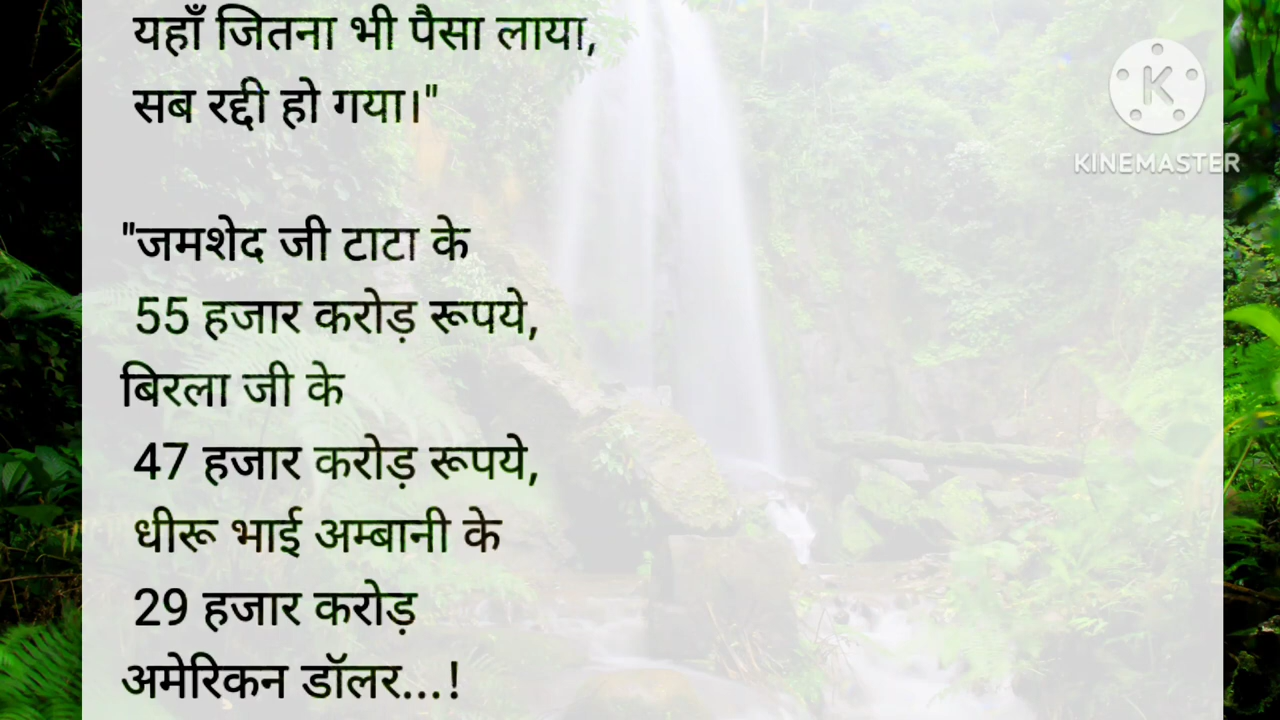 यहाँ जितना भी पैसा लाया,
सब रद्दी हो गया।"
"जमशेद जी टाटा के
55 हजार करोड़ रूपये,
बिरला जी के
47 हजार करोड़ रूपये,
धीरू भाई अम्बानी के
29 हजार करोड़
अमेरिकन डॉलर...!
K
KINEMASTER